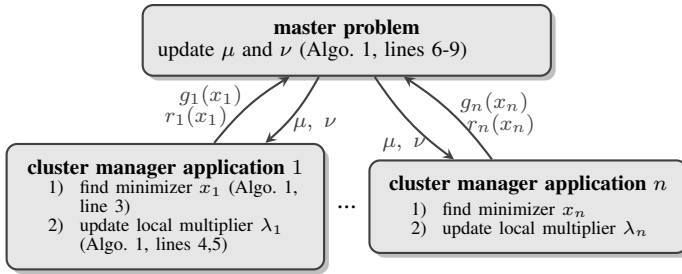 master problem
update μ and ν (Algo. 1, lines 6-9)
g₁(x₁)
r₁(x₁)
μ, ν
μ, ν
gₙ(xₙ)
rₙ(xₙ)
cluster manager application 1
1) find minimizer x₁ (Algo. 1,
line 3)
2) update local multiplier λ₁
(Algo. 1, lines 4,5)
...
cluster manager application n
1) find minimizer xₙ
2) update local multiplier λₙ